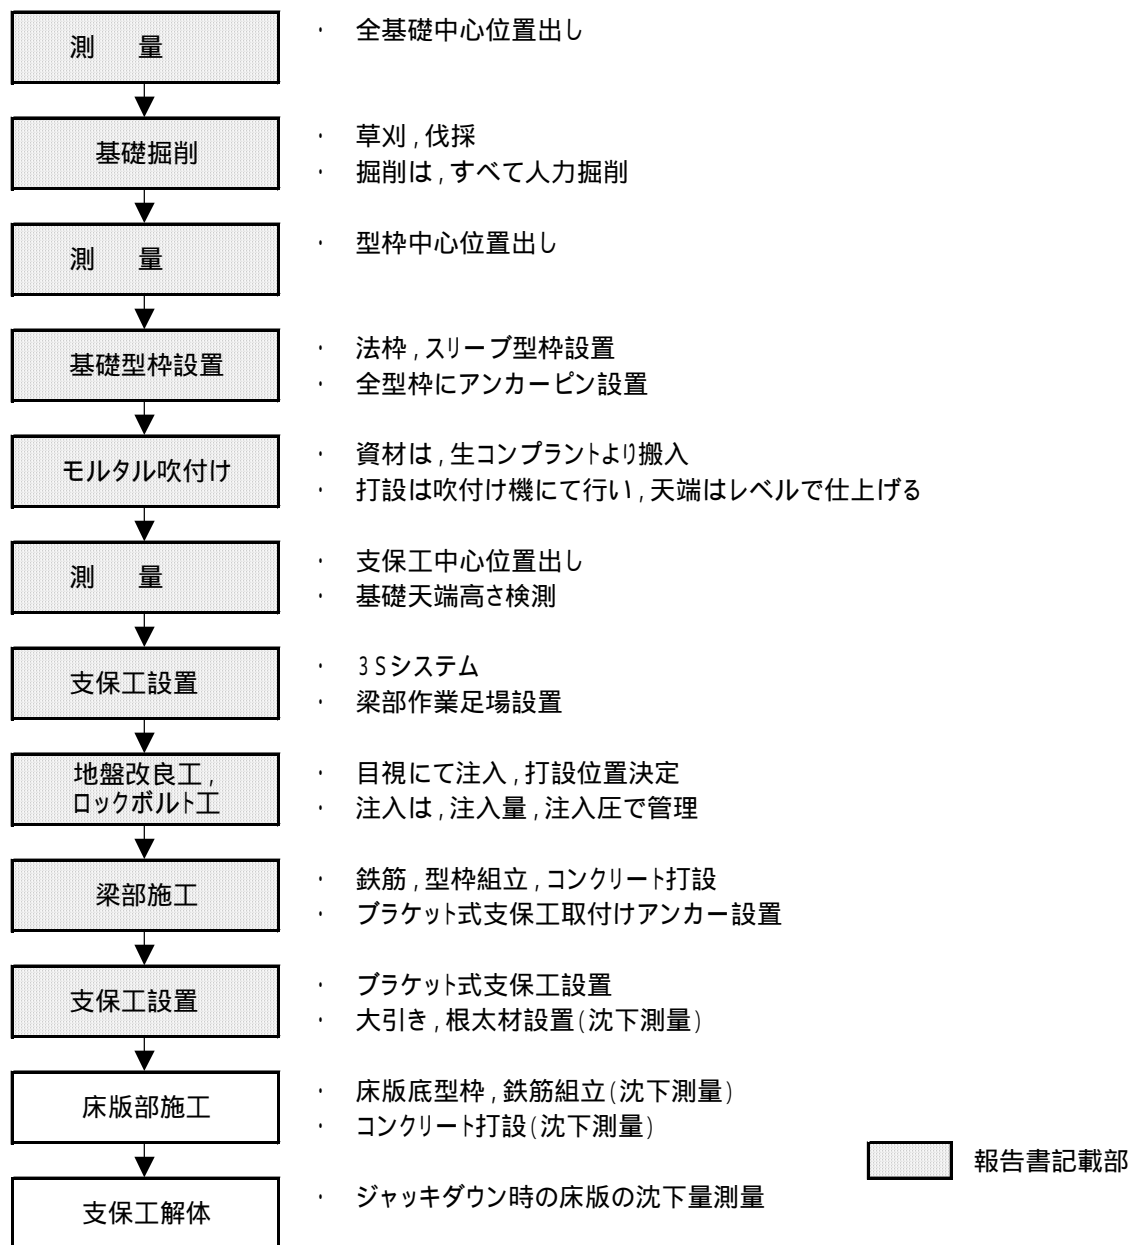 測　量
・ 全基礎中心位置出し
基礎掘削
・ 草刈,伐採
・ 掘削は,すべて人力掘削
測　量
・ 型枠中心位置出し
基礎型枠設置
・ 法枠,スリーブ型枠設置
・ 全型枠にアンカーピン設置
モルタル吹付け
・ 資材は,生コンプラントより搬入
・ 打設は吹付け機にて行い,天端はレベルで仕上げる
測　量
・ 支保工中心位置出し
・ 基礎天端高さ検測
支保工設置
・ 3Sシステム
・ 梁部作業足場設置
地盤改良工,
ロックボルト工
・ 目視にて注入,打設位置決定
・ 注入は,注入量,注入圧で管理
梁部施工
・ 鉄筋,型枠組立,コンクリート打設
・ ブラケット式支保工取付けアンカー設置
支保工設置
・ ブラケット式支保工設置
・ 大引き,根太材設置(沈下測量)
床版部施工
・ 床版底型枠,鉄筋組立(沈下測量)
・ コンクリート打設(沈下測量)
報告書記載部
支保工解体
・ ジャッキダウン時の床版の沈下量測量